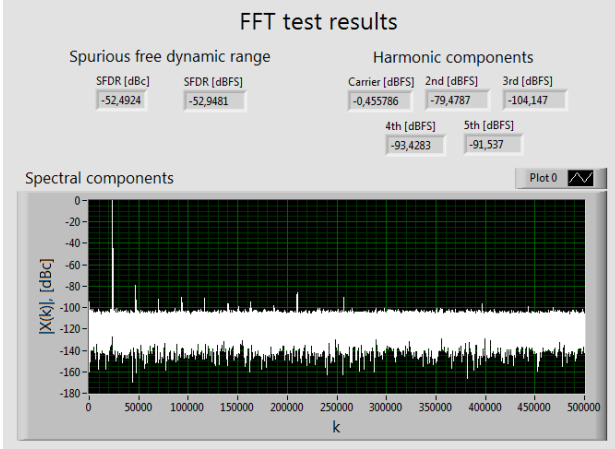 FFT test results
Spurious free dynamic range
Harmonic components
SFDR [dBc] SFDR [dBFS]
-52,4924 -52,9481
Carrier [dBFS] 2nd [dBFS] 3rd [dBFS]
-0,455786 -79,4787 -104,147
4th [dBFS] 5th [dBFS]
-93,4283 -91,537
Spectral components
Plot 0
|X(k)|, [dBc]
0
-20
-40
-60
-80
-100
-120
-140
-160
-180
0 50000 100000 150000 200000 250000 300000 350000 400000 450000 500000
k